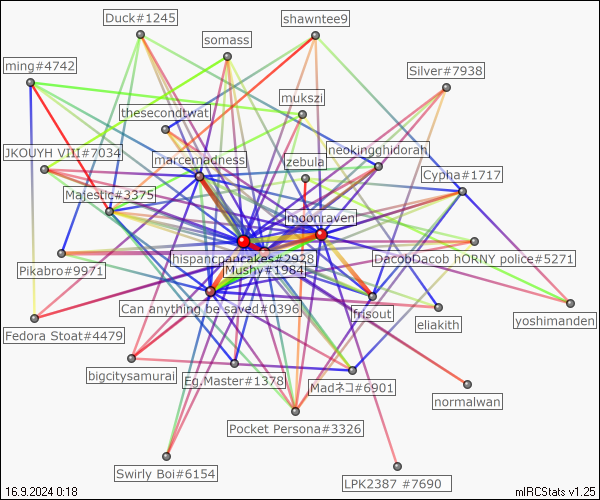 Duck#1245
shawntee9
somass
ming#4742
Silver#7938
mukszi
thesecondtwat
neokingghidorah
JKOUYH VIII#7034
marcemadness
zebula
Cypha#1717
Majestic#3375
moonraven
hispancpancakes#2928
DacobDacob hORNY police#5271
Mushy#1984
Pikabro#9971
Can anything be saved#0396
frisout
yoshimanden
eliakith
Fedora Stoat#4479
bigcitysamurai
Eg.Master#1378
Madネコ#6901
normalwan
Pocket Persona#3326
Swirly Boi#6154
LPK2387 #7690
16.9.2024 0:18
mIRCStats v1.25